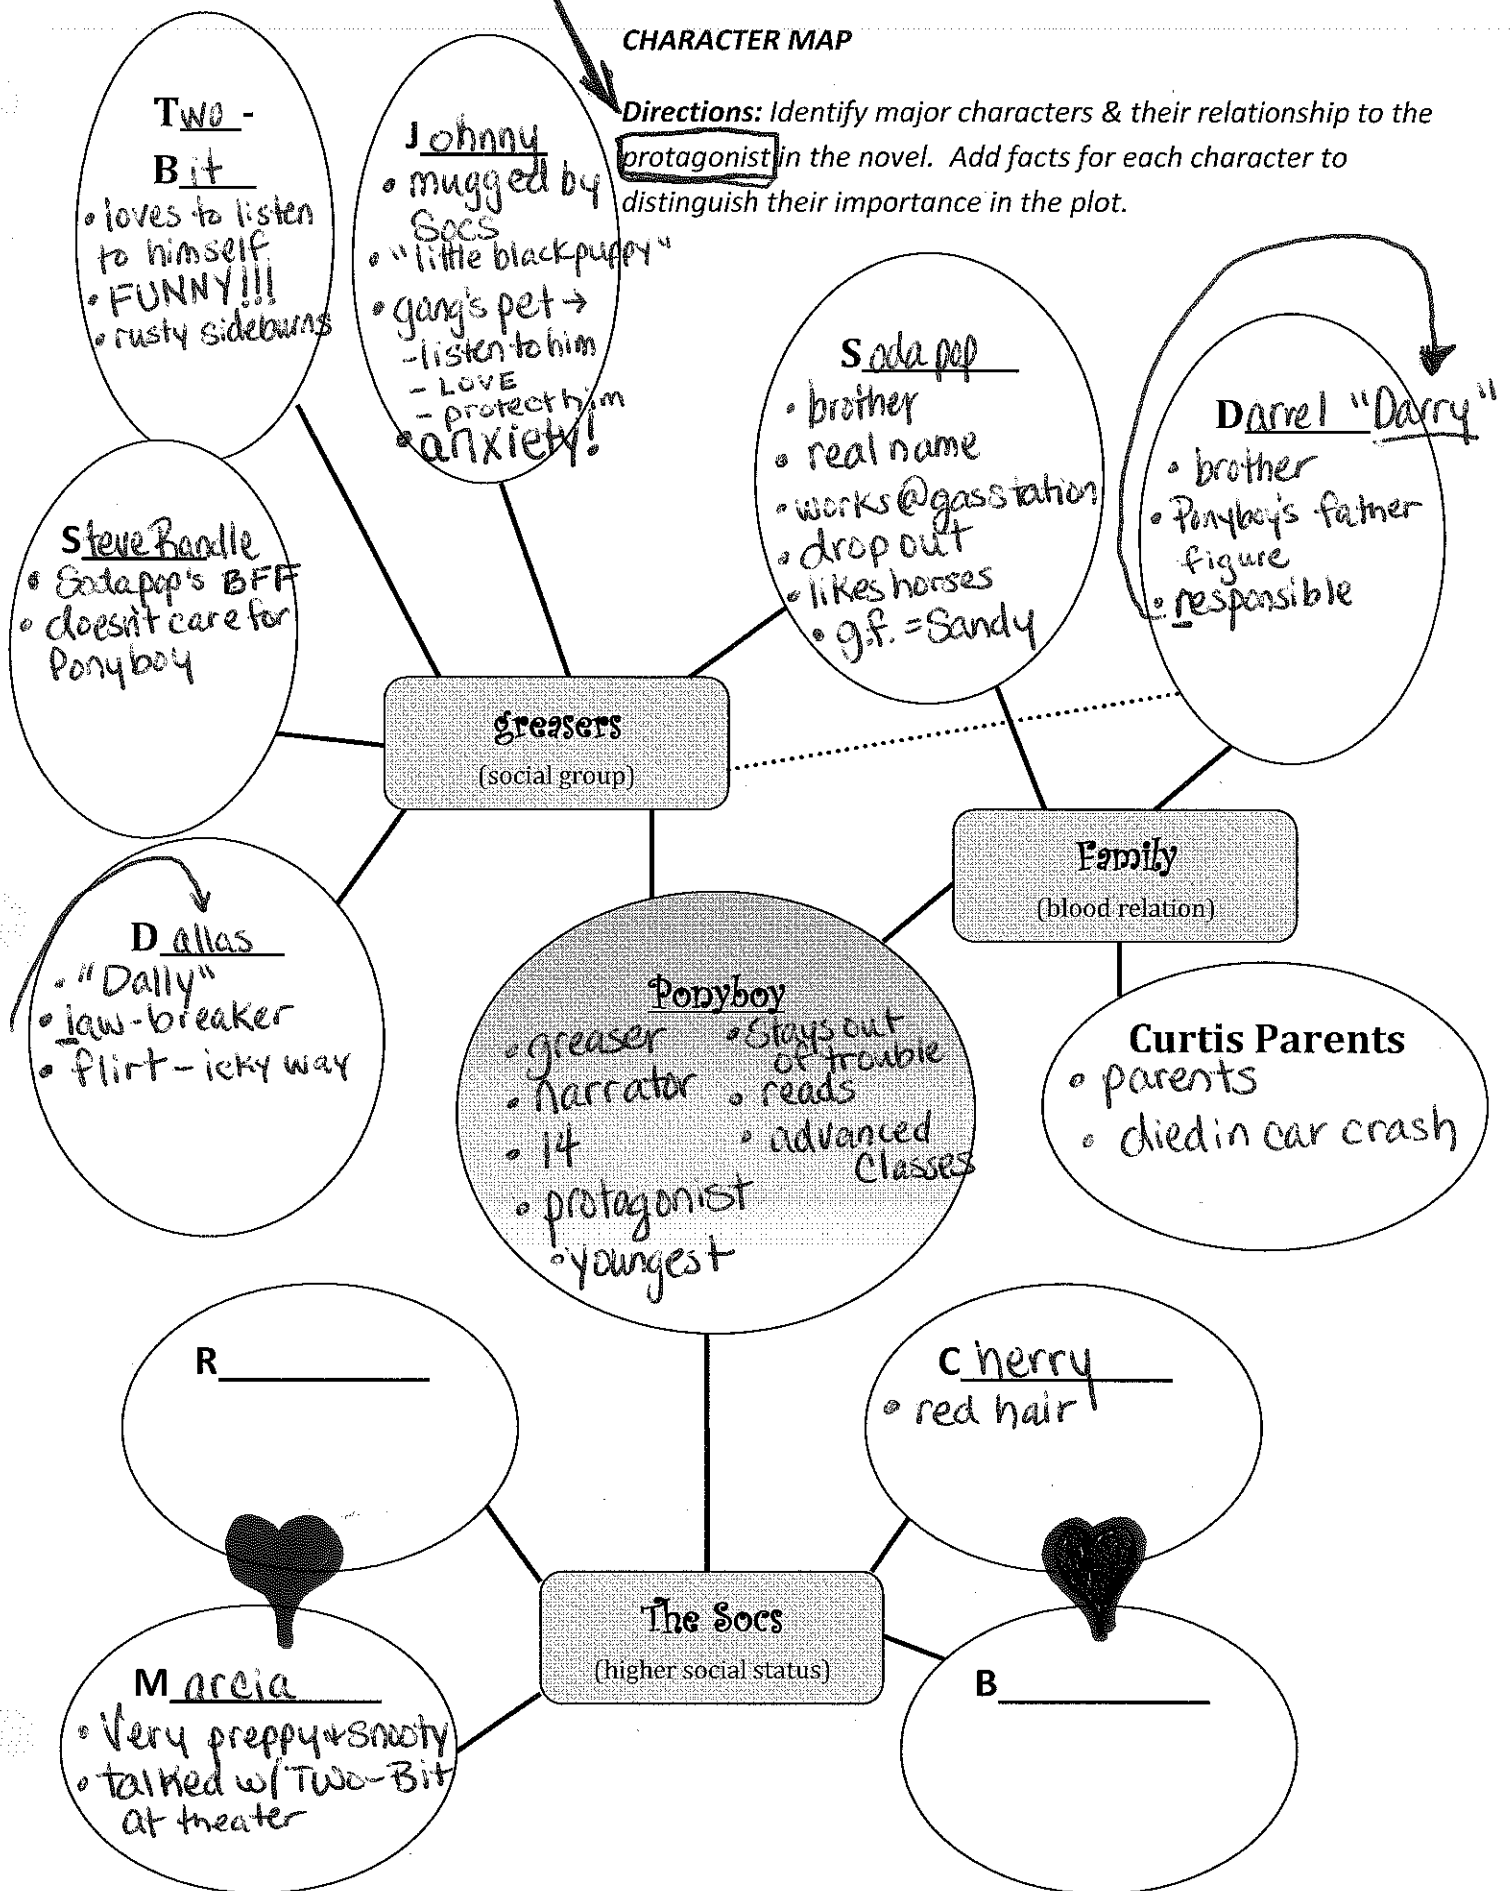 CHARACTER MAP
Directions: Identify major characters & their relationship to the
protagonist in the novel. Add facts for each character to
distinguish their importance in the plot.
Two -
Bit
• loves to listen
to himself
• FUNNY!!!
• rusty sideburns
Johnny
• mugged by
Socs
• "little black puppy"
• gang's pet →
- listen to him
- LOVE
- protect him
• anxiety!
Soda pop
• brother
• real name
• works @ gas station
• drop out
• likes horses
• g.f. = Sandy
Darrel "Darry"
• brother
• Ponyboy's father
figure
• responsible
Steve Randle
• Sodapop's BFF
• doesn't care for
Ponyboy
greasers
(social group)
Family
(blood relation)
Dallas
• "Dally"
• law-breaker
• flirt - icky way
Ponyboy
• greaser
• narrator
• 14
• protagonist
• youngest
• Stays out
of trouble
• reads
• advanced
classes
Curtis Parents
• parents
• died in car crash
R__________
Cherry
• red hair
The Socs
(higher social status)
Marcia
• Very preppy + snooty
• talked w/ Two-Bit
at theater
B__________